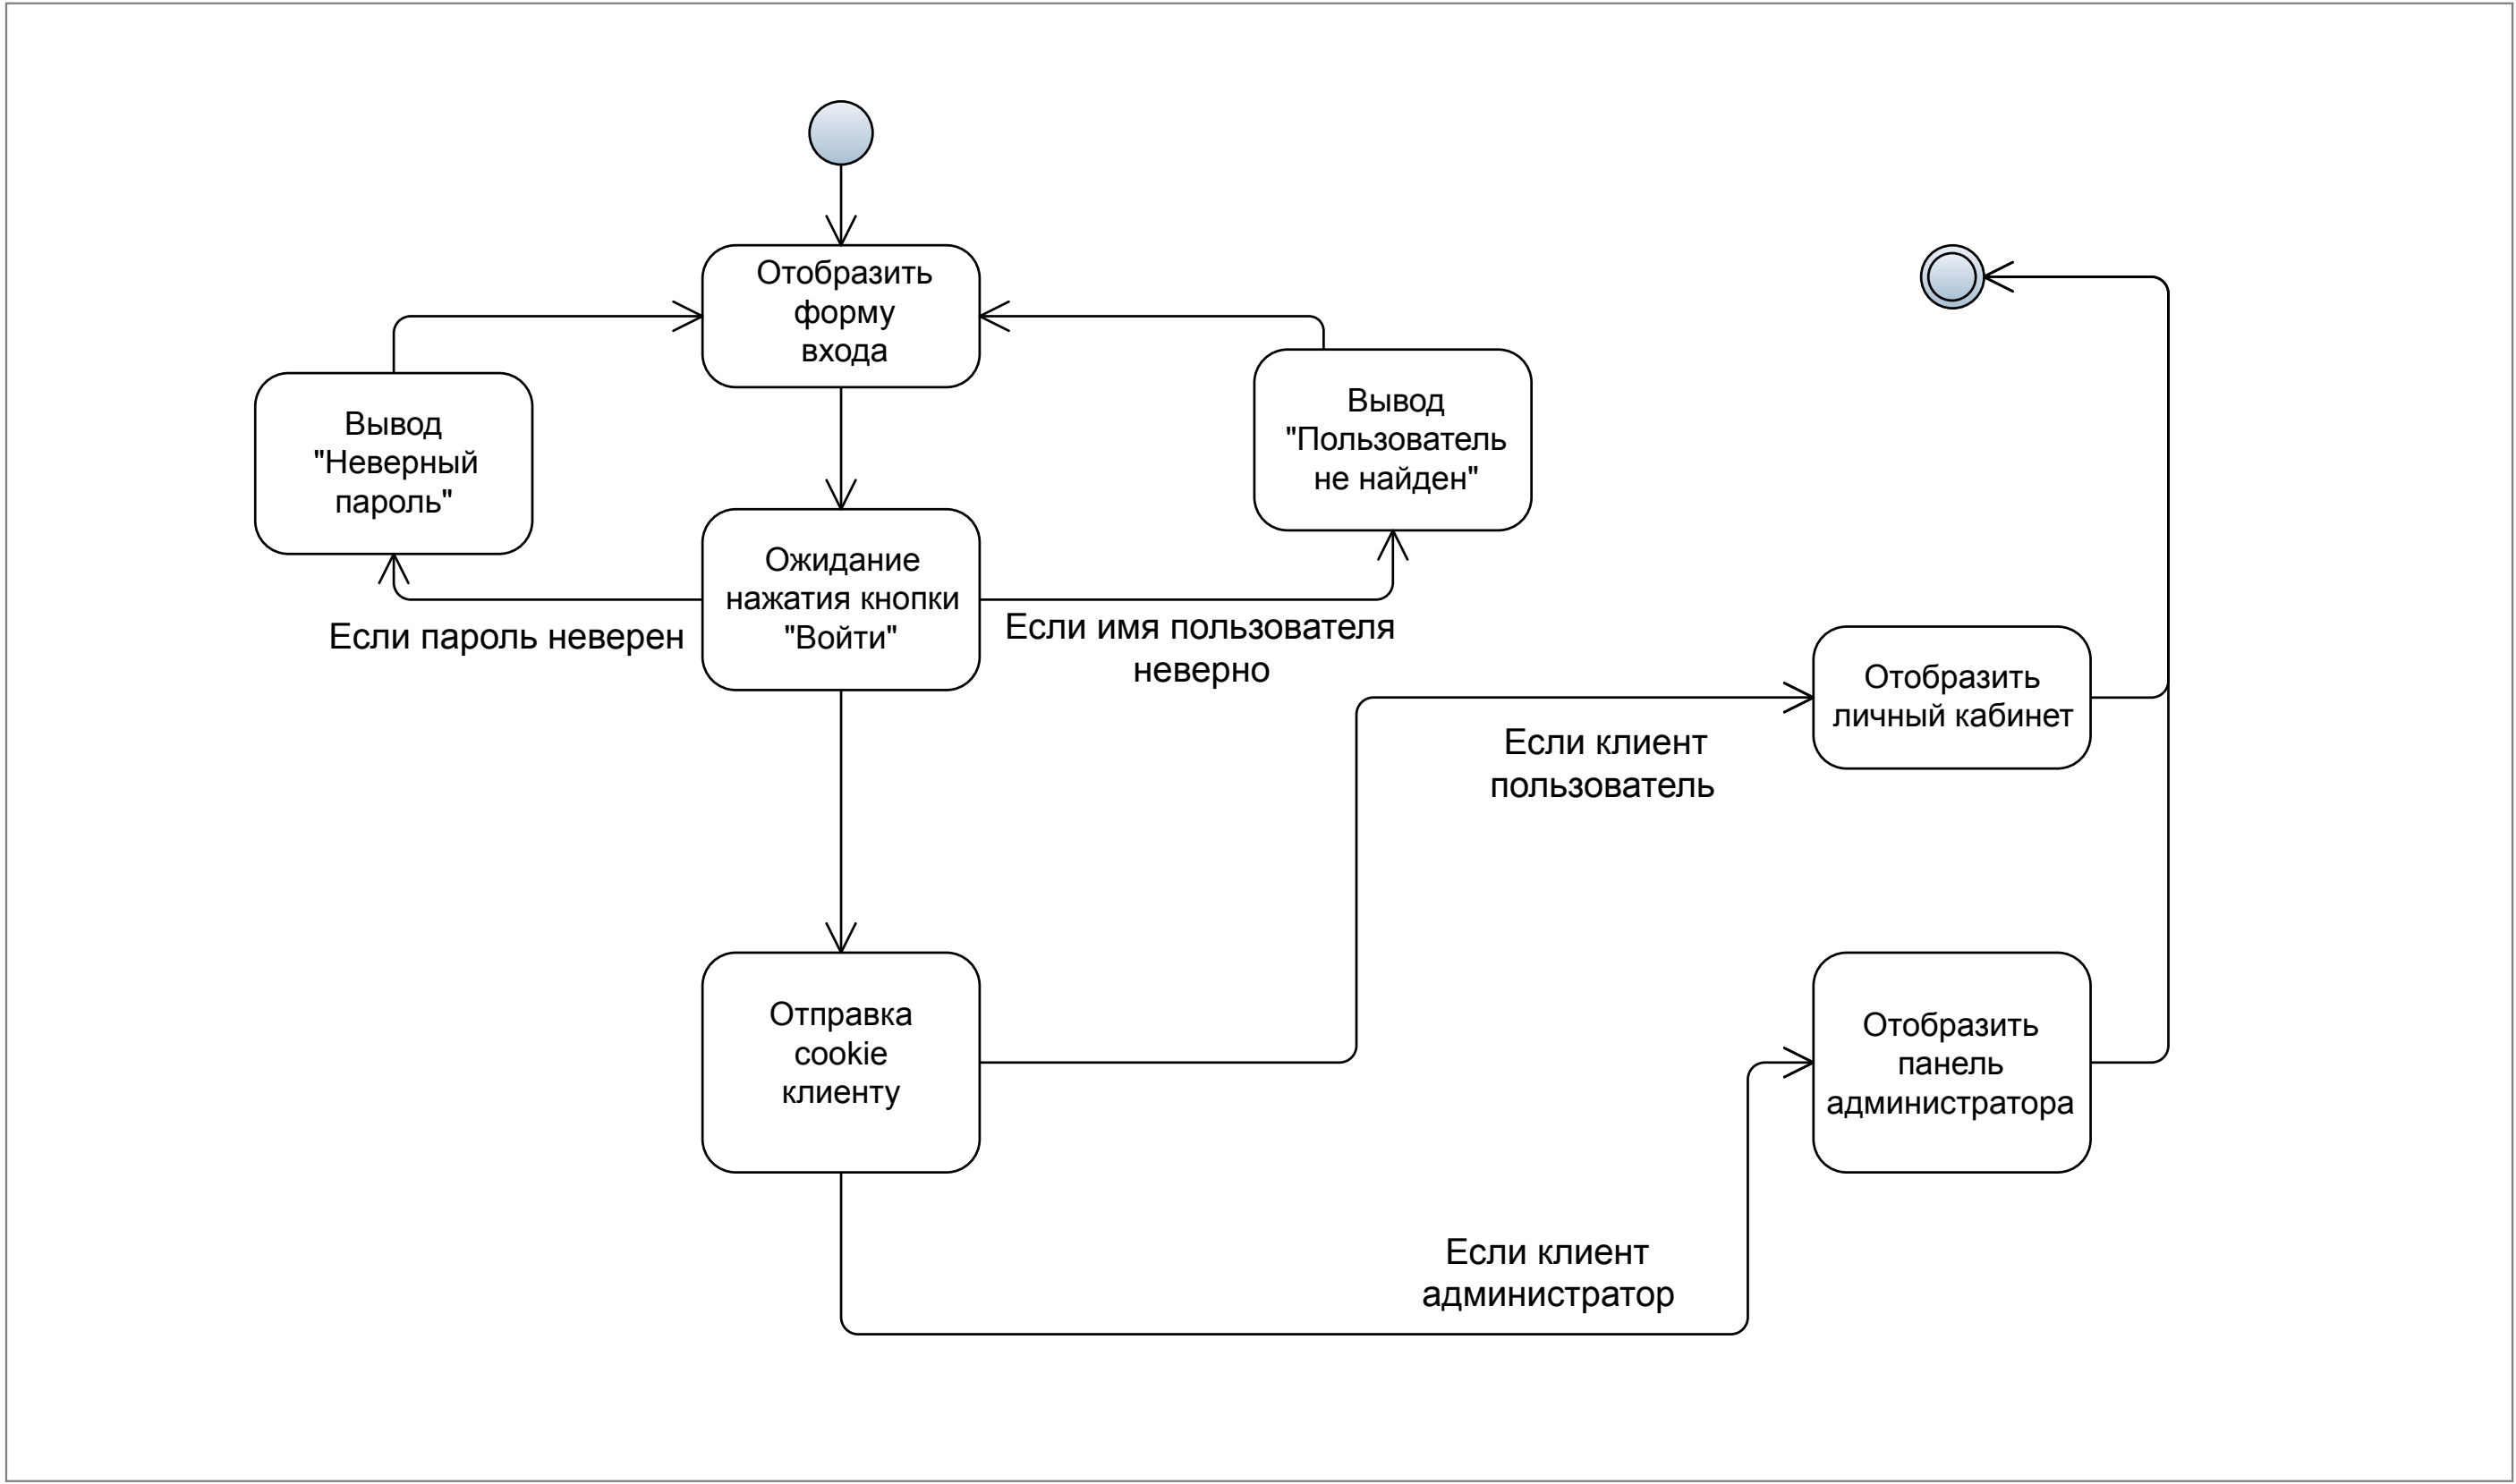 Отобразить
форму
входа
Вывод
"Неверный
пароль"
Вывод
"Пользователь
не найден"
Ожидание
нажатия кнопки
"Войти"
Если пароль неверен
Если имя пользователя
неверно
Отобразить
личный кабинет
Если клиент
пользователь
Отправка
cookie
клиенту
Отобразить
панель
администратора
Если клиент
администратор